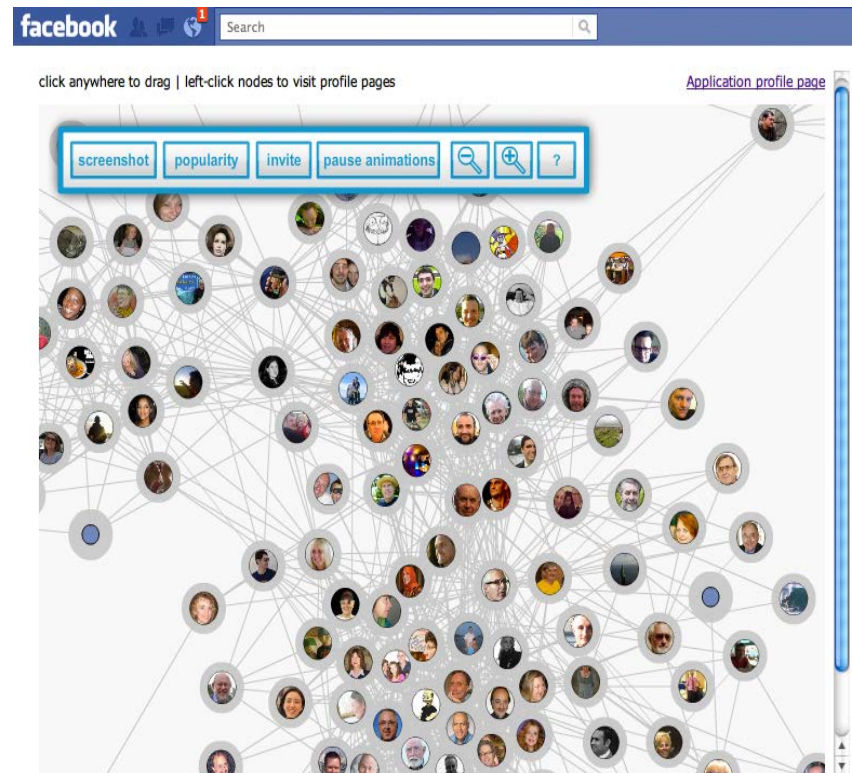 facebook 1 Search
click anywhere to drag | left-click nodes to visit profile pages Application profile page
screenshot popularity invite pause animations ?